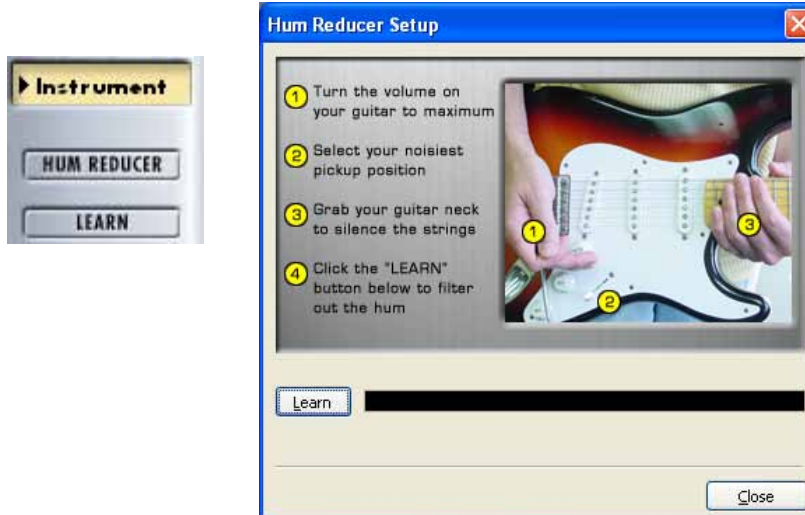 Instrument
HUM REDUCER
LEARN
Hum Reducer Setup
1 Turn the volume on
your guitar to maximum
2 Select your noisiest
pickup position
3 Grab your guitar neck
to silence the strings
4 Click the "LEARN"
button below to filter
out the hum
1
3
2
Learn
Close